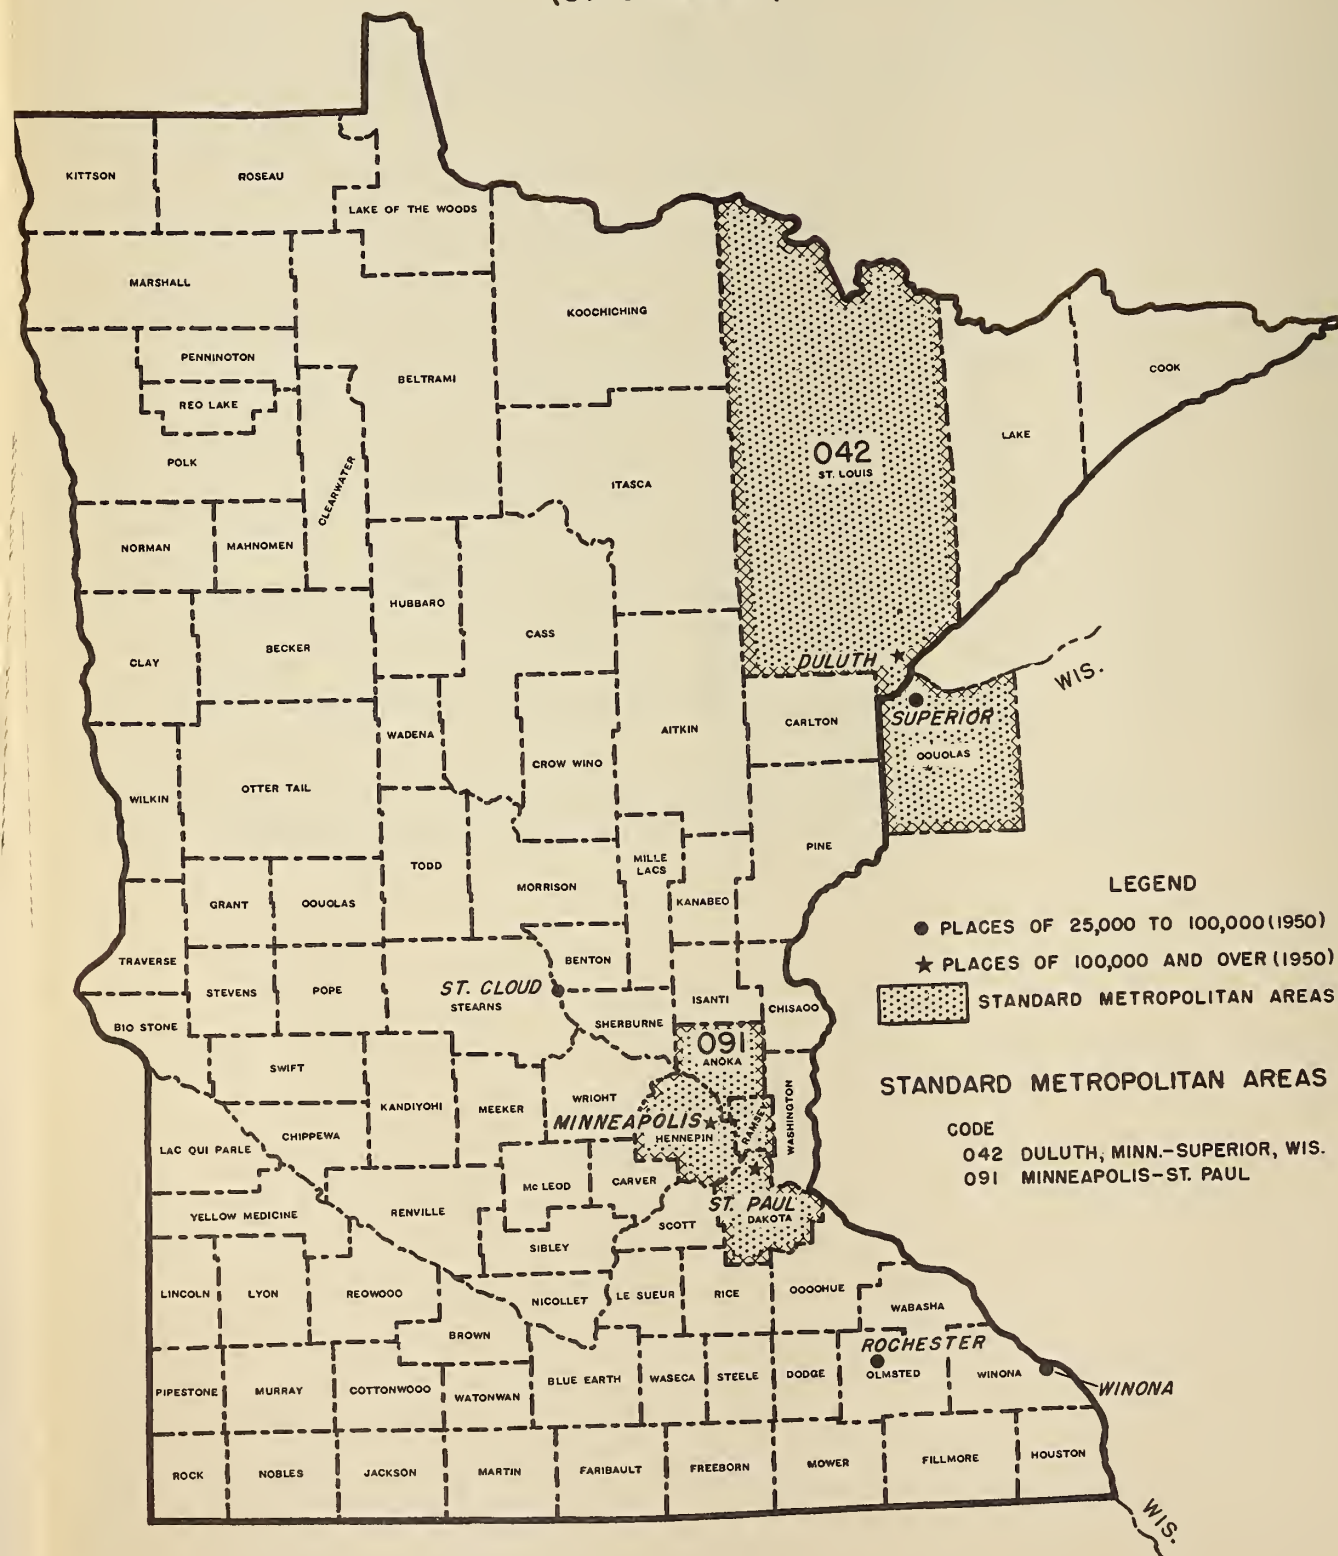 KITTSON
ROSEAU
LAKE OF THE WOODS
MARSHALL
KOOCHICHING
PENNINGTON
BELTRAMI
COOK
REO LAKE
LAKE
POLK
042
ST. LOUIS
CLEARWATER
ITASCA
NORMAN
MAHNOMEN
HUBBARO
CASS
CLAY
BECKER
DULUTH
WIS.
WADENA
AITKIN
CARLTON
SUPERIOR
OOUOLAS
CROW WINO
OTTER TAIL
WILKIN
PINE
TODD
MILLE
LACS
MORRISON
KANABEO
GRANT
OOUOLAS
LEGEND
PLACES OF 25,000 TO 100,000 (1950)
PLACES OF 100,000 AND OVER (1950)
STANDARD METROPOLITAN AREAS
TRAVERSE
BENTON
STEVENS
POPE
ST. CLOUD
STEARNS
ISANTI
CHISAOO
BIO STONE
SHERBURNE
091
ANOKA
SWIFT
KANDIYOHI
MEEKER
WRIOHT
MINNEAPOLIS
HENNEPIN
RAMSEY
WASHINGTON
STANDARD METROPOLITAN AREAS
CODE
042 DULUTH, MINN.-SUPERIOR, WIS.
091 MINNEAPOLIS-ST. PAUL
CHIPPEWA
LAC QUI PARLE
Mc LEOD
CARVER
YELLOW MEDICINE
RENVILLE
ST. PAUL
DAKOTA
SCOTT
SIBLEY
LINCOLN
LYON
REOWOOO
NICOLLET
LE SUEUR
RICE
OOOOHUE
WABASHA
BROWN
ROCHESTER
OLMSTED
PIPESTONE
MURRAY
COTTONWOOO
WATONWAN
BLUE EARTH
WASECA
STEELE
DODGE
WINONA
WINONA
ROCK
NOBLES
JACKSON
MARTIN
FARIBAULT
FREEBORN
MOWER
FILLMORE
HOUSTON
WIS.